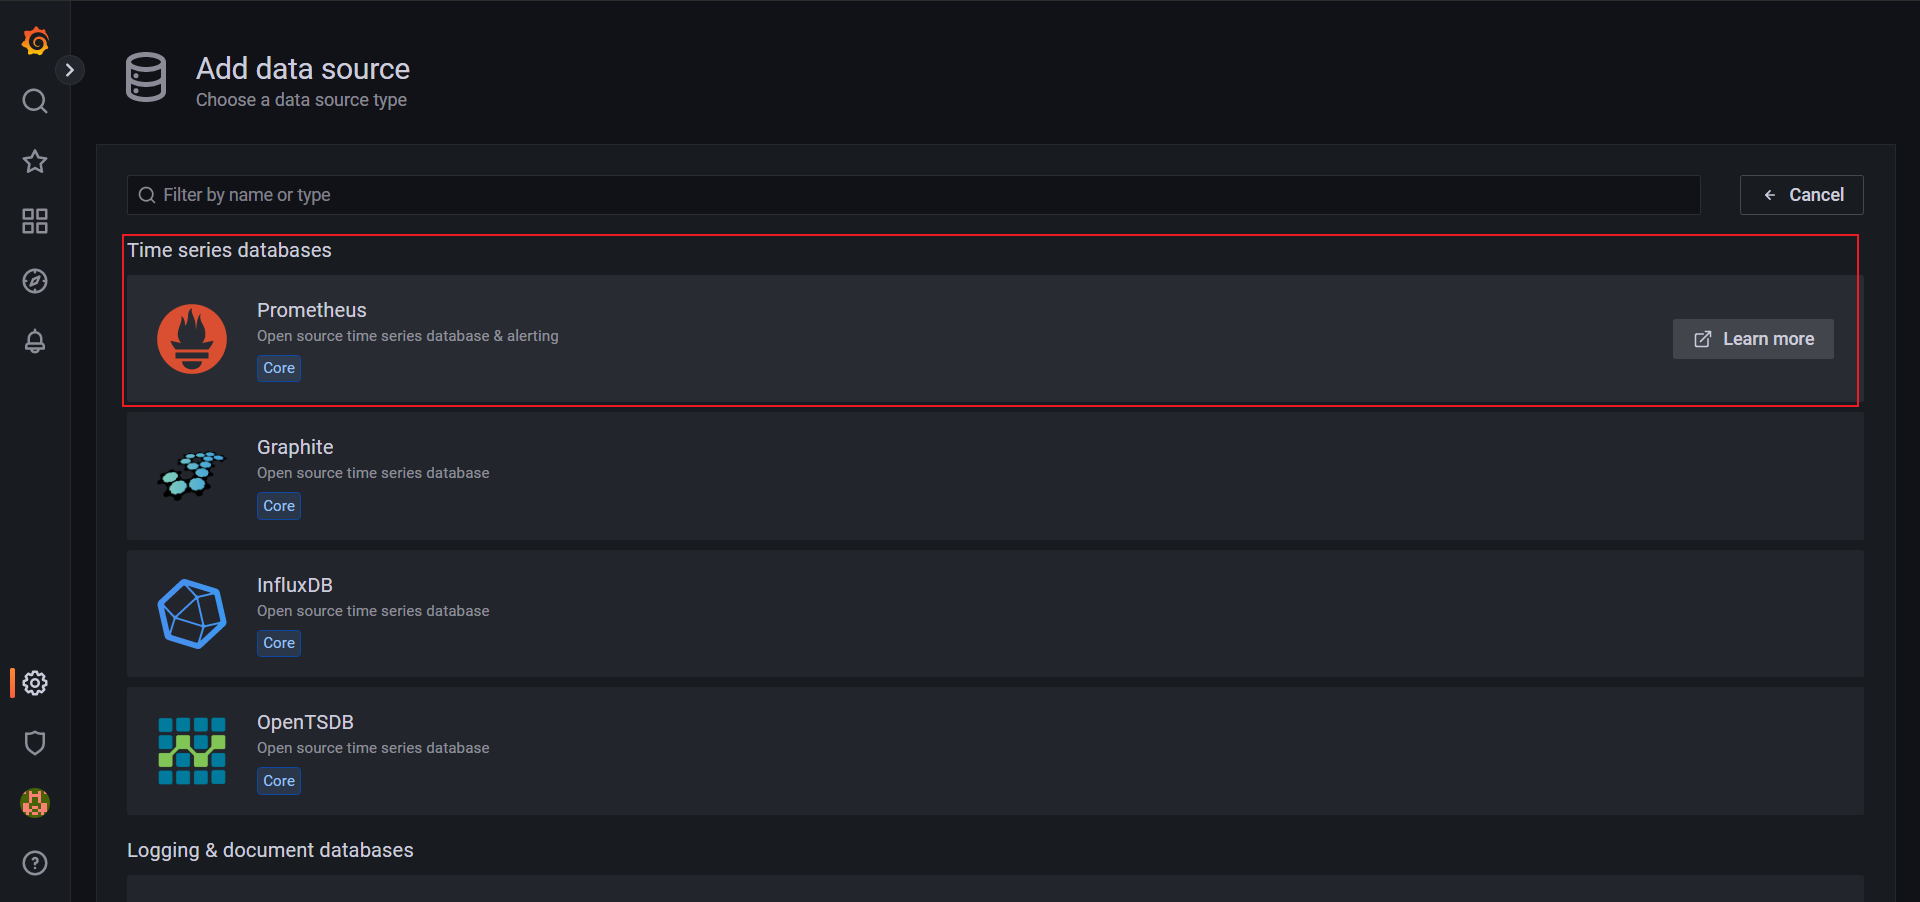 Add data source
Choose a data source type
Filter by name or type
Cancel
Time series databases
Prometheus
Open source time series database & alerting
Core
Learn more
Graphite
Open source time series database
Core
InfluxDB
Open source time series database
Core
OpenTSDB
Open source time series database
Core
Logging & document databases